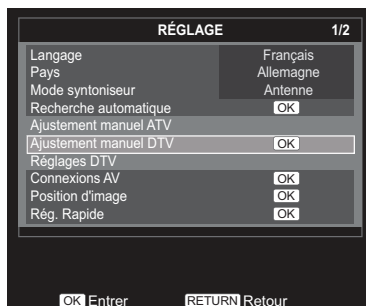 RÉGLAGE 1/2
Langage Français
Pays Allemagne
Mode syntoniseur Antenne
Recherche automatique OK
Ajustement manuel ATV
Ajustement manuel DTV OK
Réglages DTV
Connexions AV OK
Position d'image OK
Rég. Rapide OK
OK Entrer RETURN Retour